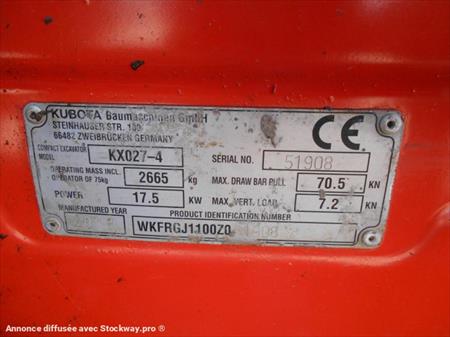 KUBOTA Baumaschinen GmbH
STEINHAUSER STR. 100
66482 ZWEIBRÜCKEN GERMANY
CE
COMPACT EXCAVATOR
MODEL KX027-4 SERIAL NO. 51908
OPERATING MASS INCL.
OPERATOR OF 75kg 2665 kg MAX. DRAW BAR PULL 70.5 KN
POWER 17.5 kW MAX. VERT. LOAD 7.2 KN
MANUFACTURED YEAR PRODUCT IDENTIFICATION NUMBER
WKFRGJ1100Z0
Annonce diffusée avec Stockway.pro ®